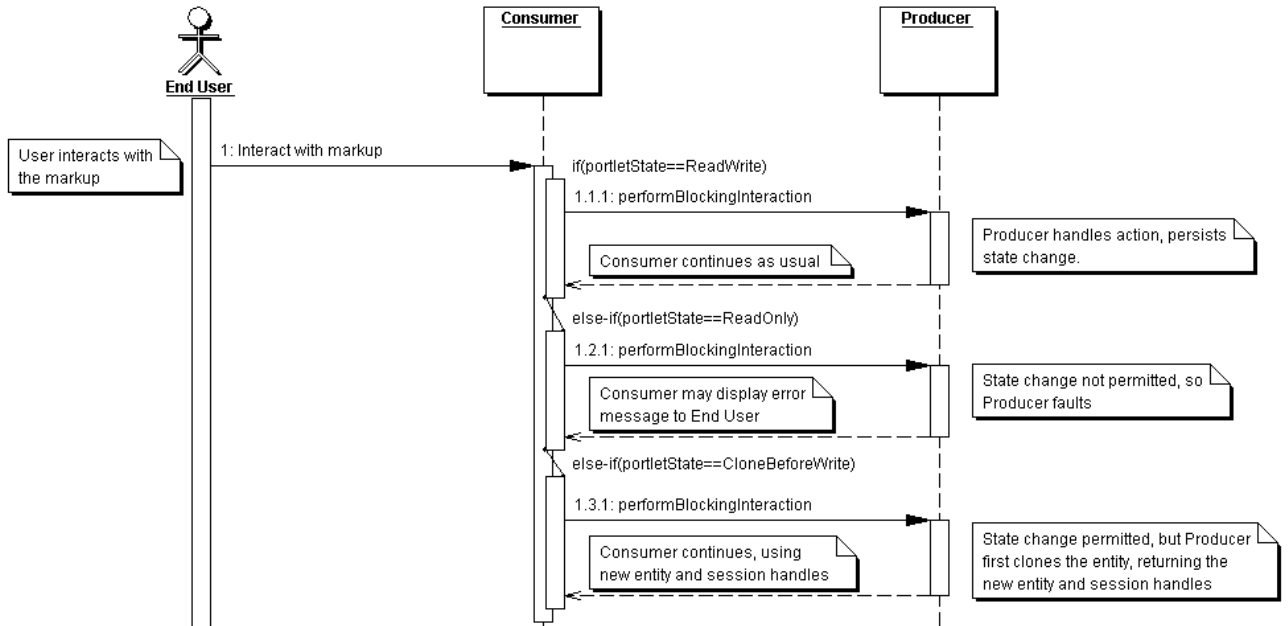 Consumer
Producer
End User
User interacts with
the markup
1: Interact with markup
if(portletState==ReadWrite)
1.1.1: performBlockingInteraction
Producer handles action, persists
state change.
Consumer continues as usual
else-if(portletState==ReadOnly)
1.2.1: performBlockingInteraction
State change not permitted, so
Producer faults
Consumer may display error
message to End User
else-if(portletState==CloneBeforeWrite)
1.3.1: performBlockingInteraction
State change permitted, but Producer
first clones the entity, returning the
new entity and session handles
Consumer continues, using
new entity and session handles